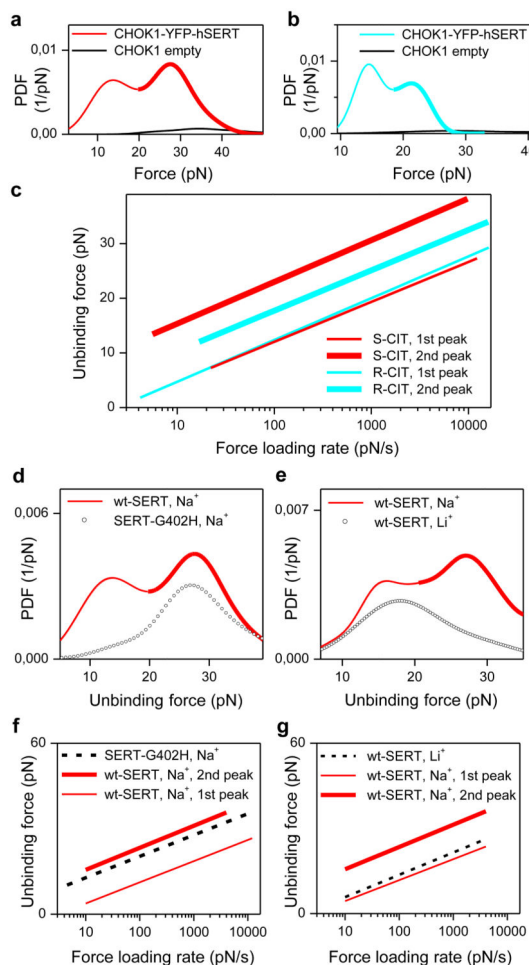 a
CHOK1-YFP-hSERT
CHOK1 empty
PDF
(1/pN)
0,01
0,00
10 20 30 40
Force (pN)
b
CHOK1-YFP-hSERT
CHOK1 empty
PDF
(1/pN)
0,01
0,00
10 20 30 40
Force (pN)
c
Unbinding force (pN)
30
20
10
0
S-CIT, 1st peak
S-CIT, 2nd peak
R-CIT, 1st peak
R-CIT, 2nd peak
10 100 1000 10000
Force loading rate (pN/s)
d
wt-SERT, Na⁺
SERT-G402H, Na⁺
PDF (1/pN)
0,006
0,000
10 20 30
Unbinding force (pN)
e
wt-SERT, Na⁺
wt-SERT, Li⁺
PDF (1/pN)
0,007
0,000
10 20 30
Unbinding force (pN)
f
SERT-G402H, Na⁺
wt-SERT, Na⁺, 2nd peak
wt-SERT, Na⁺, 1st peak
Unbinding force (pN)
60
0
10 100 1000 10000
Force loading rate (pN/s)
g
wt-SERT, Li⁺
wt-SERT, Na⁺, 1st peak
wt-SERT, Na⁺, 2nd peak
Unbinding force (pN)
60
0
10 100 1000 10000
Force loading rate (pN/s)